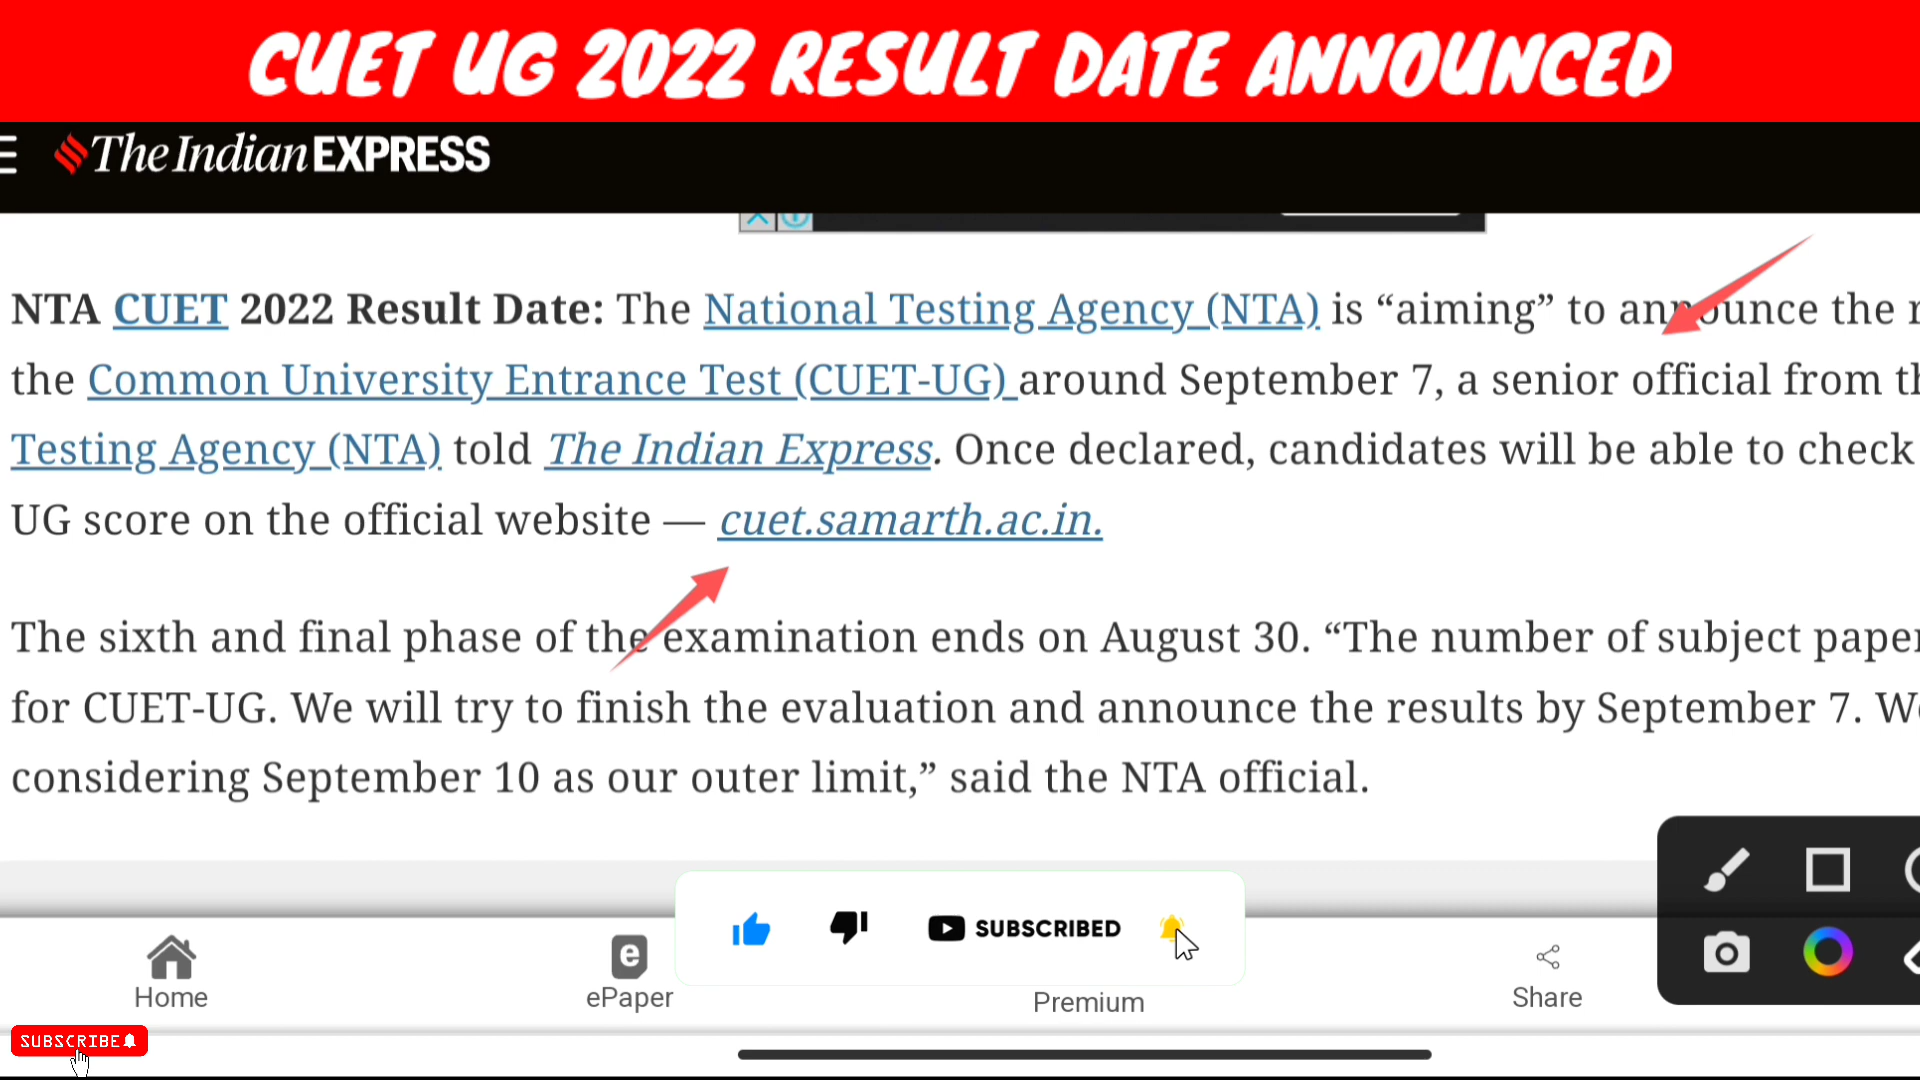 CUET UG 2022 RESULT DATE ANNOUNCED
The Indian EXPRESS
NTA CUET 2022 Result Date: The National Testing Agency (NTA) is “aiming” to announce the
the Common University Entrance Test (CUET-UG) around September 7, a senior official from
Testing Agency (NTA) told The Indian Express. Once declared, candidates will be able to check
UG score on the official website — cuet.samarth.ac.in.
The sixth and final phase of the examination ends on August 30. “The number of subject
for CUET-UG. We will try to finish the evaluation and announce the results by September 7.
considering September 10 as our outer limit,” said the NTA official.
SUBSCRIBED
Home
ePaper
Premium
Share
SUBSCRIBE